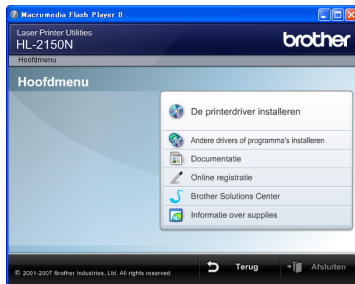 Macromedia Flash Player 8
Laser Printer Utilities
HL-2150N
brother
Hoofdmenu
Hoofdmenu
De printerdriver installeren
Andere drivers of programma's installeren
Documentatie
Online registratie
Brother Solutions Center
Informatie over supplies
© 2001-2007 Brother Industries, Ltd. All rights reserved
Terug
Afsluiten